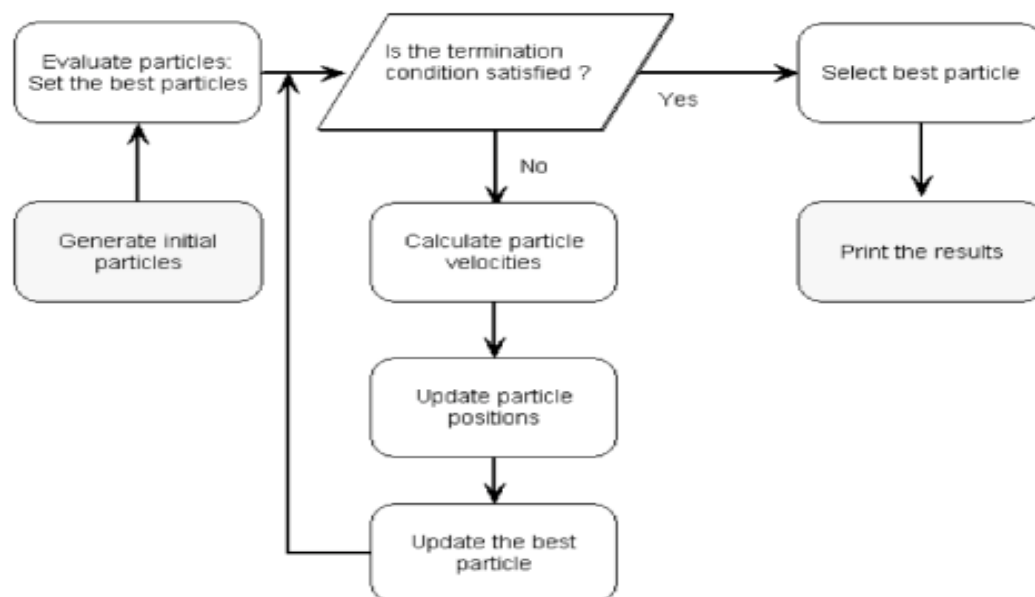 Evaluate particles:
Set the best particles
Is the termination
condition satisfied ?
Yes
Select best particle
No
Generate initial
particles
Calculate particle
velocities
Print the results
Update particle
positions
Update the best
particle